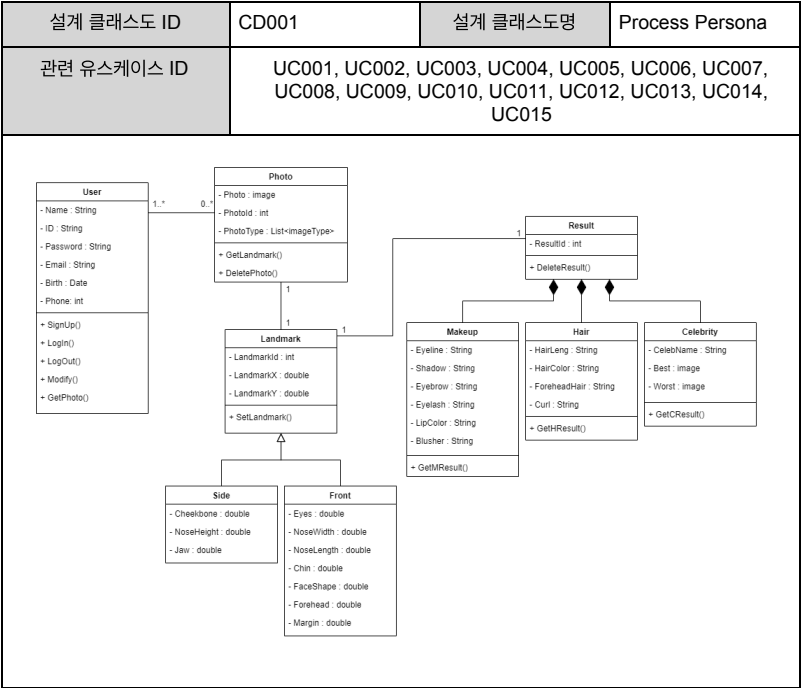 설계 클래스도 ID
CD001
설계 클래스도명
Process Persona
관련 유스케이스 ID
UC001, UC002, UC003, UC004, UC005, UC006, UC007,
UC008, UC009, UC010, UC011, UC012, UC013, UC014,
UC015
User
- Name : String
- ID : String
- Password : String
- Email : String
- Birth : Date
- Phone: int
+ SignUp()
+ LogIn()
+ LogOut()
+ Modify()
+ GetPhoto()
1..*
0..*
Photo
- Photo : image
- PhotoId : int
- PhotoType : List<imageType>
+ GetLandmark()
+ DeletePhoto()
1
1
Landmark
- LandmarkId : int
- LandmarkX : double
- LandmarkY : double
+ SetLandmark()
1
1
Result
- ResultId : int
+ DeleteResult()
Makeup
- Eyeline : String
- Shadow : String
- Eyebrow : String
- Eyelash : String
- LipColor : String
- Blusher : String
+ GetMResult()
Hair
- HairLeng : String
- HairColor : String
- ForeheadHair : String
- Curl : String
+ GetHResult()
Celebrity
- CelebName : String
- Best : image
- Worst : image
+ GetCResult()
Side
- Cheekbone : double
- NoseHeight : double
- Jaw : double
Front
- Eyes : double
- NoseWidth : double
- NoseLength : double
- Chin : double
- FaceShape : double
- Forehead : double
- Margin : double